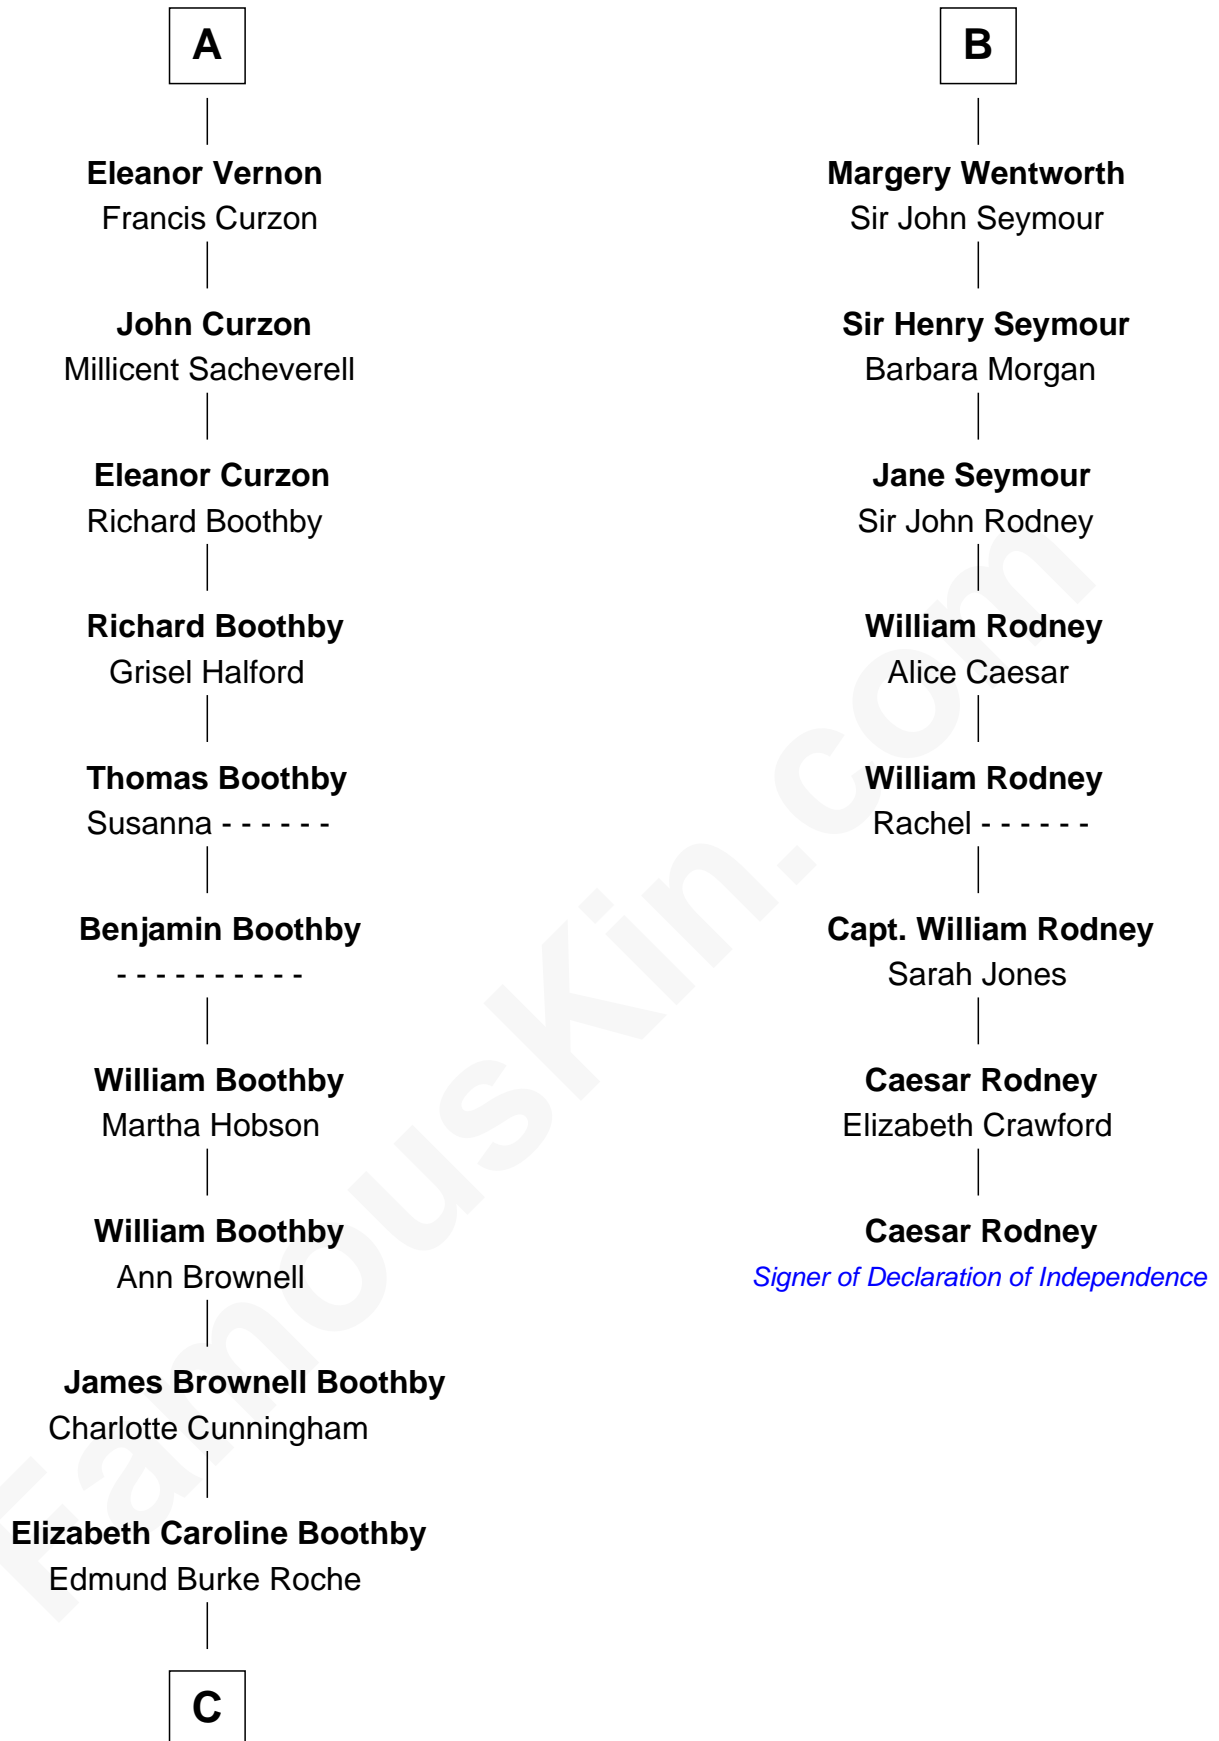 A
Eleanor Vernon
Francis Curzon
John Curzon
Millicent Sacheverell
Eleanor Curzon
Richard Boothby
Richard Boothby
Grisel Halford
Thomas Boothby
Susanna - - - - - -
Benjamin Boothby
- - - - - - - - - -
William Boothby
Martha Hobson
William Boothby
Ann Brownell
James Brownell Boothby
Charlotte Cunningham
Elizabeth Caroline Boothby
Edmund Burke Roche
C
B
Margery Wentworth
Sir John Seymour
Sir Henry Seymour
Barbara Morgan
Jane Seymour
Sir John Rodney
William Rodney
Alice Caesar
William Rodney
Rachel - - - - - -
Capt. William Rodney
Sarah Jones
Caesar Rodney
Elizabeth Crawford
Caesar Rodney
Signer of Declaration of Independence
FamousKin.com